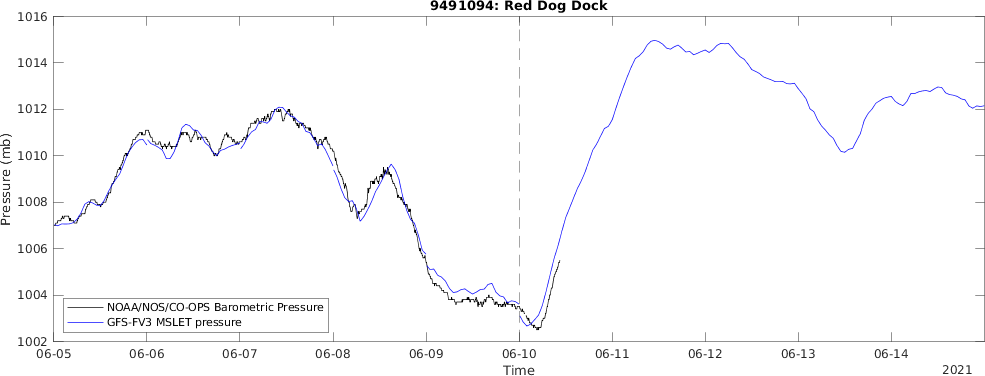 9491094: Red Dog Dock
Pressure (mb)
1016
1014
1012
1010
1008
1006
1004
1002
NOAA/NOS/CO-OPS Barometric Pressure
GFS-FV3 MSLET pressure
06-05 06-06 06-07 06-08 06-09 06-10 06-11 06-12 06-13 06-14
Time
2021